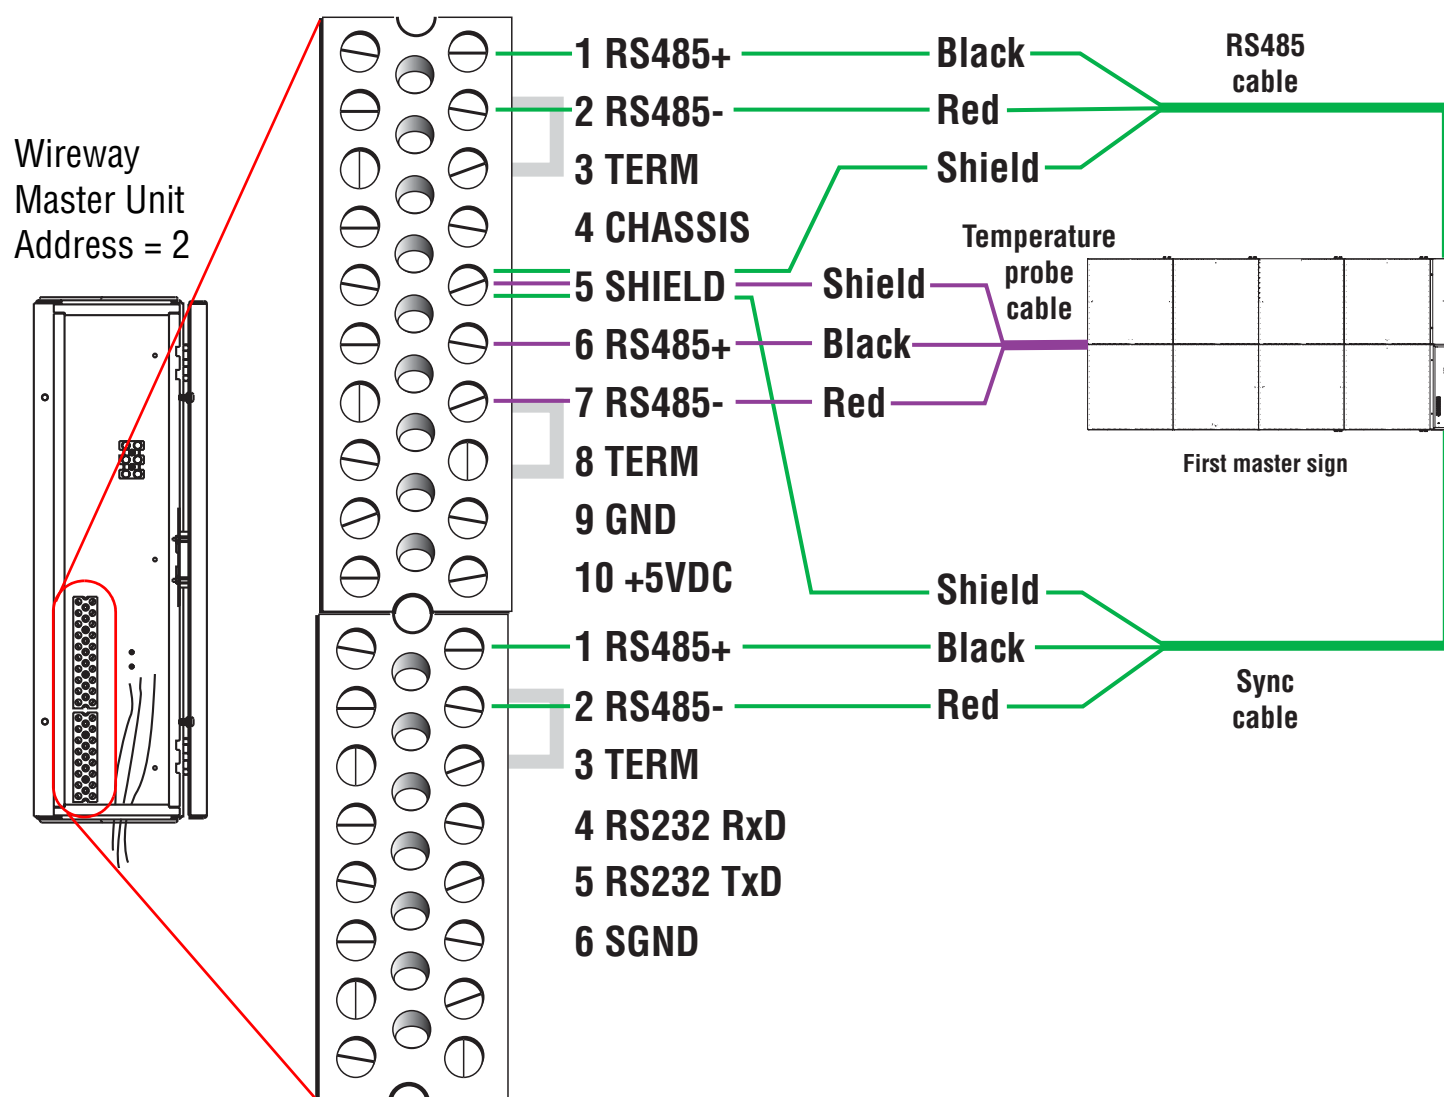 Wireway
Master Unit
Address = 2
1 RS485+
Black
RS485
cable
2 RS485-
Red
3 TERM
Shield
4 CHASSIS
Temperature
probe
cable
5 SHIELD
Shield
6 RS485+
Black
7 RS485-
Red
8 TERM
First master sign
9 GND
10 +5VDC
Shield
1 RS485+
Black
2 RS485-
Red
Sync
cable
3 TERM
4 RS232 RxD
5 RS232 TxD
6 SGND